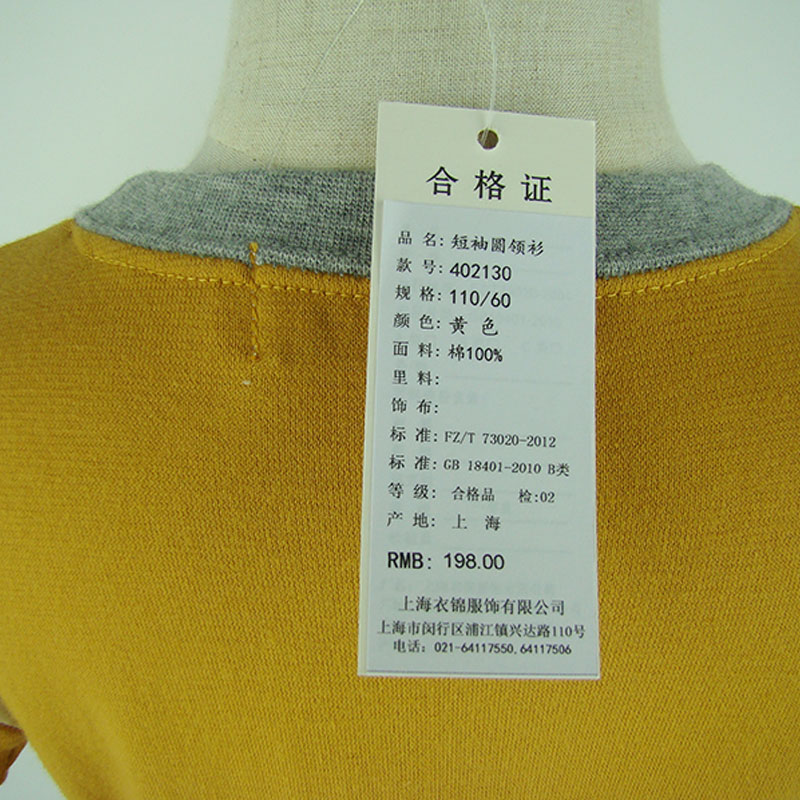 合格证
品 名: 短袖圆领衫
款 号: 402130
规 格: 110/60
颜 色: 黄 色
面 料: 棉100%
里 料:
饰 布:
标 准: FZ/T 73020-2012
标 准: GB 18401-2010 B类
等 级: 合格品 检:02
产 地: 上 海
RMB: 198.00
上海衣锦服饰有限公司
上海市闵行区浦江镇兴达路110号
电话: 021-64117550,64117506